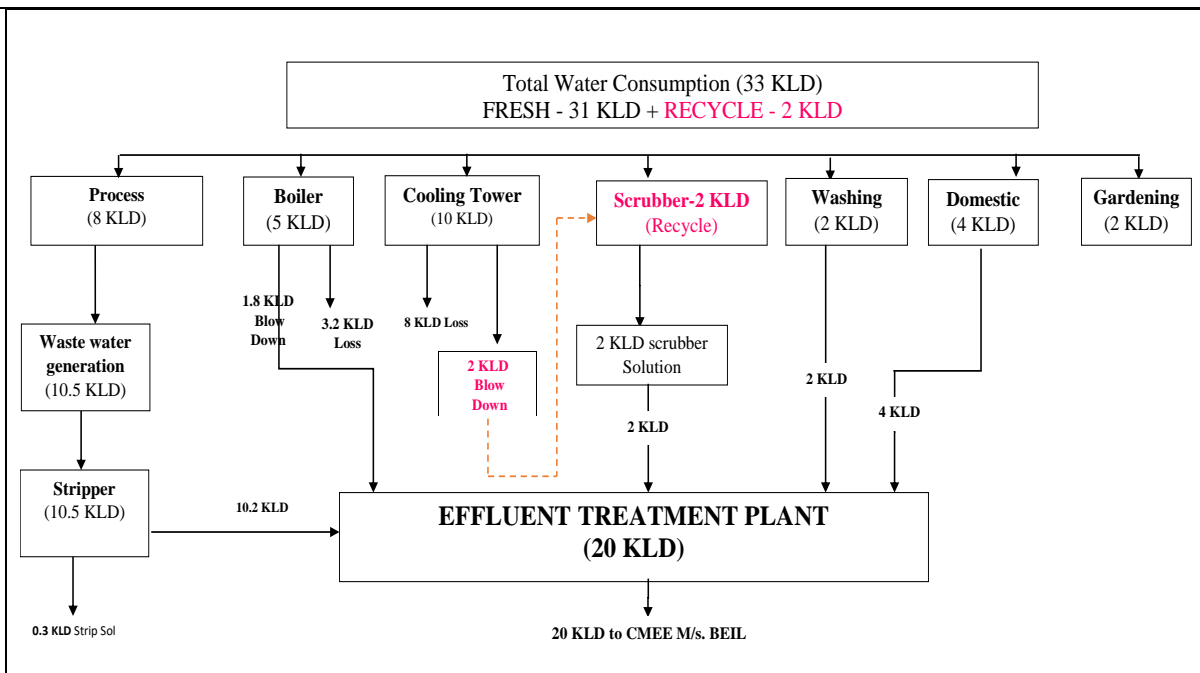 Total Water Consumption (33 KLD)
FRESH - 31 KLD + RECYCLE - 2 KLD
Process
(8 KLD)
Boiler
(5 KLD)
Cooling Tower
(10 KLD)
Scrubber-2 KLD
(Recycle)
Washing
(2 KLD)
Domestic
(4 KLD)
Gardening
(2 KLD)
1.8 KLD
Blow
Down
3.2 KLD
Loss
8 KLD Loss
2 KLD
Blow
Down
2 KLD scrubber
Solution
Waste water
generation
(10.5 KLD)
2 KLD
2 KLD
4 KLD
Stripper
(10.5 KLD)
10.2 KLD
EFFLUENT TREATMENT PLANT
(20 KLD)
0.3 KLD Strip Sol
20 KLD to CMEE M/s. BEIL